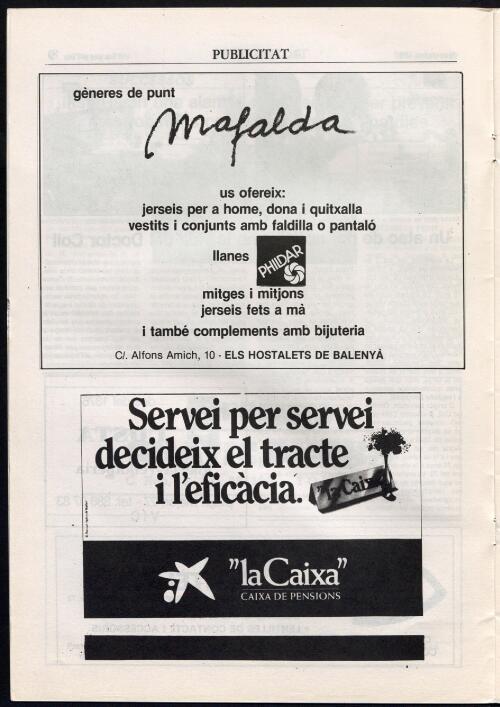 PUBLICITAT
gèneres de punt
Mafalda
us ofereix:
jerseis per a home, dona i quitxalla
vestits i conjunts amb faldilla o pantaló
llanes PHILDAR
mitges i mitjons
jerseis fets a mà
i també complements amb bijuteria
C/. Alfons Amich, 10 - ELS HOSTALETS DE BALENYÀ
Servei per servei
decideix el tracte
i l'eficàcia.
"la Caixa"
"la Caixa"
CAIXA DE PENSIONS